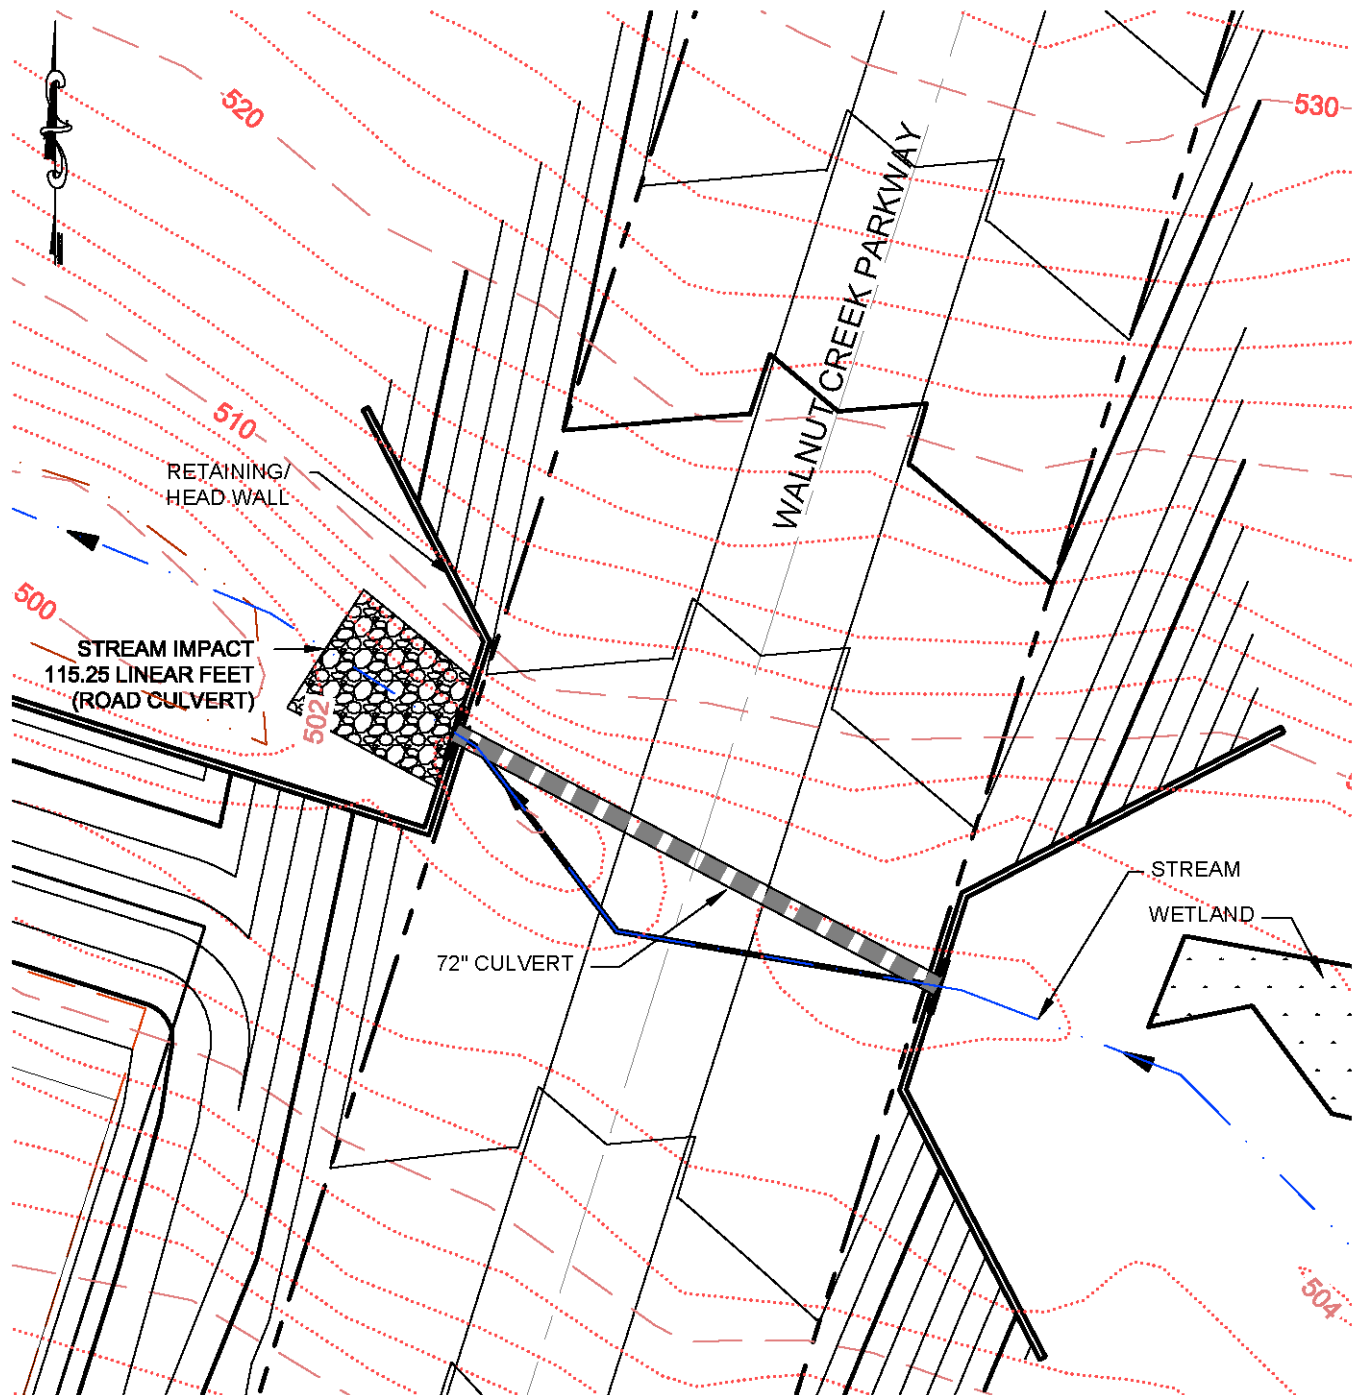 520
530
WALNUT CREEK PARKWAY
510
RETAINING/
HEAD WALL
500
STREAM IMPACT
115.25 LINEAR FEET
(ROAD CULVERT)
502
STREAM
WETLAND
72" CULVERT
504